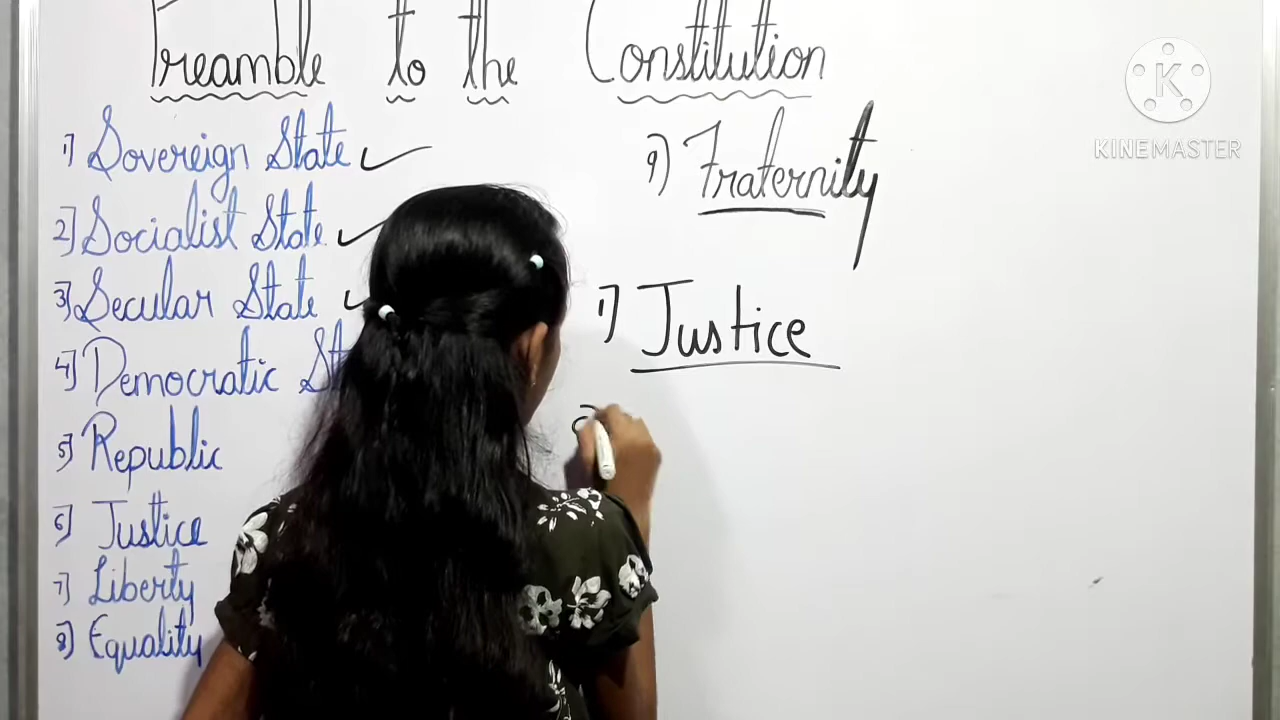 Preamble to the Constitution
1] Sovereign State
2] Socialist State
3] Secular State
4] Democratic
5] Republic
6] Justice
7] Liberty
8] Equality
9) Fraternity
1) Justice
K
KINEMASTER